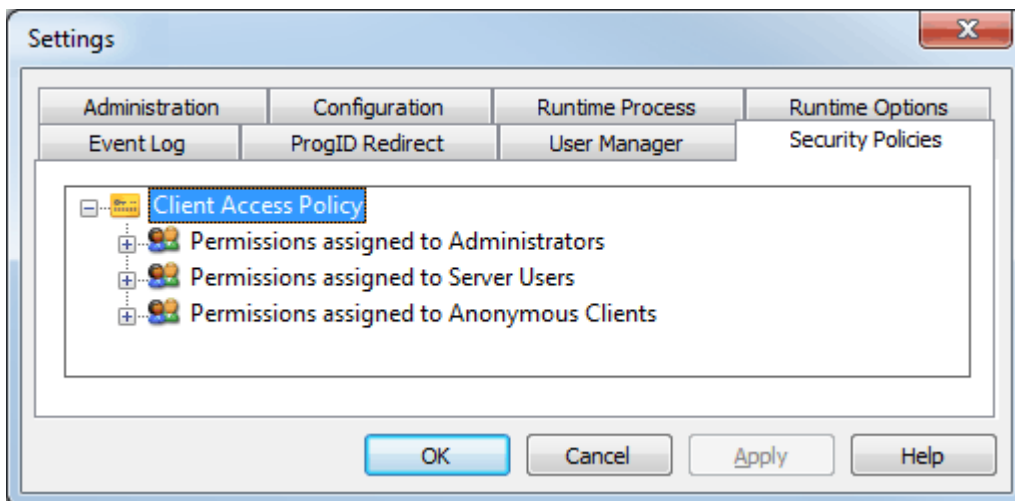 Settings
Administration Configuration Runtime Process Runtime Options
Event Log ProgID Redirect User Manager Security Policies
Client Access Policy
Permissions assigned to Administrators
Permissions assigned to Server Users
Permissions assigned to Anonymous Clients
OK Cancel Apply Help